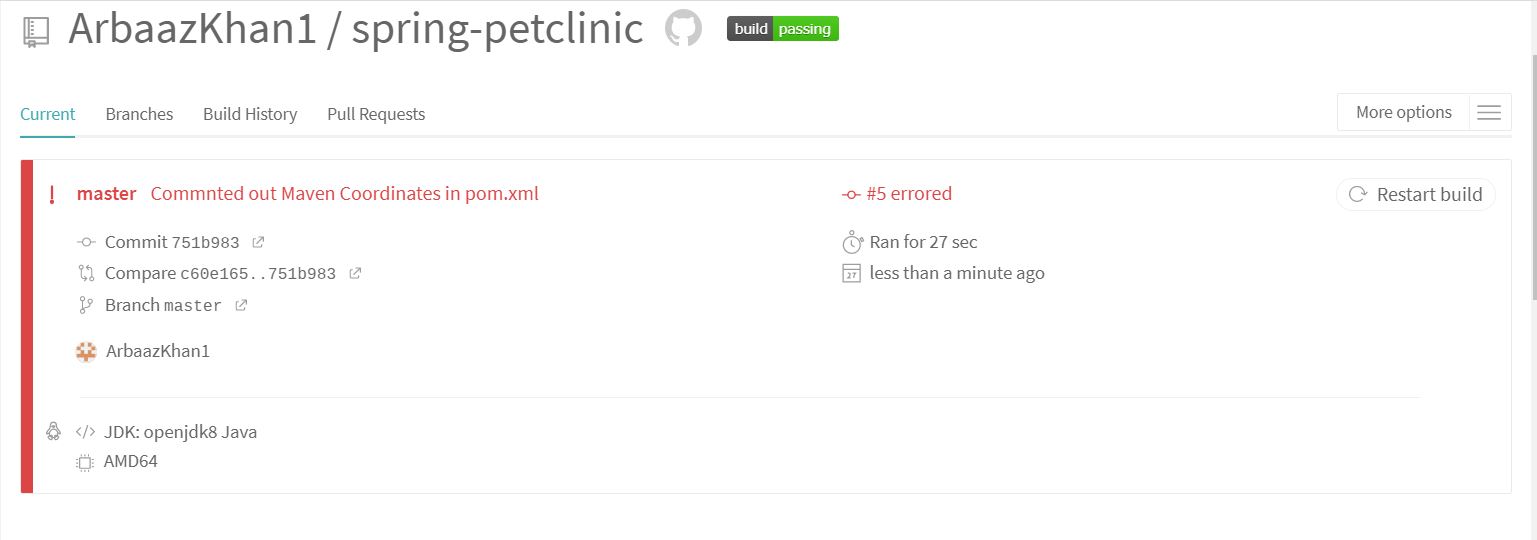 ArbaazKhan1 / spring-petclinic build passing
Current Branches Build History Pull Requests More options
master Commnted out Maven Coordinates in pom.xml #5 errored Restart build
Commit 751b983 Ran for 27 sec
Compare c60e165..751b983 27 less than a minute ago
Branch master
ArbaazKhan1
</> JDK: openjdk8 Java
AMD64